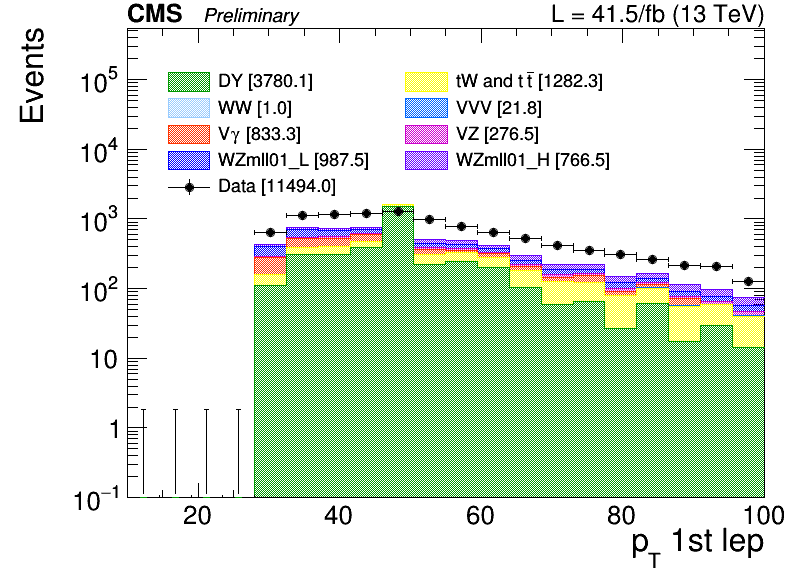 CMS Preliminary L = 41.5/fb (13 TeV)
Events
10⁵
10⁴
10³
10²
10
1
10⁻¹
DY [3780.1] tW and tt̄ [1282.3]
WW [1.0] VVV [21.8]
Vγ [833.3] VZ [276.5]
WZmll01_L [987.5] WZmll01_H [766.5]
Data [11494.0]
20 40 60 80 100
p_T 1st lep